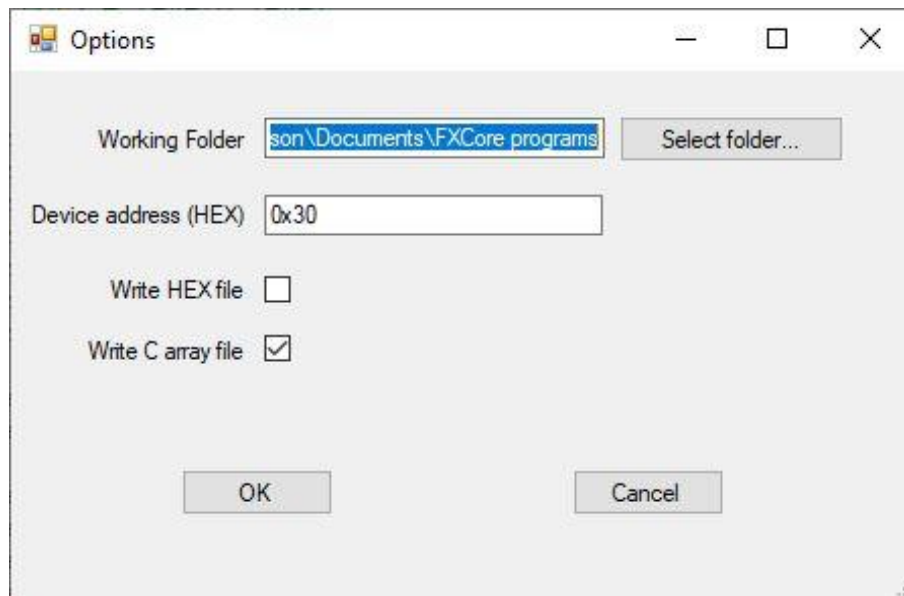 Options
Working Folder son\Documents\FXCore programs Select folder...
Device address (HEX) 0x30
Write HEX file
Write C array file
OK Cancel